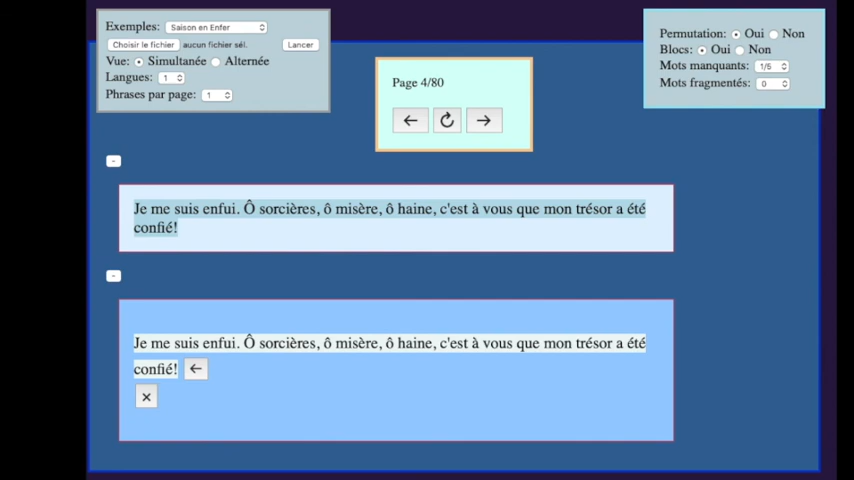 Exemples: Saison en Enfer
Choisir le fichier aucun fichier sél. Lancer
Vue: Simultanée Alternée
Langues: 1
Phrases par page: 1
Page 4/80
Permutation: Oui Non
Blocs: Oui Non
Mots manquants: 1/5
Mots fragmentés: 0
-
Je me suis enfui. Ô sorcières, ô misère, ô haine, c'est à vous que mon trésor a été
confié!
-
Je me suis enfui. Ô sorcières, ô misère, ô haine, c'est à vous que mon trésor a été
confié!